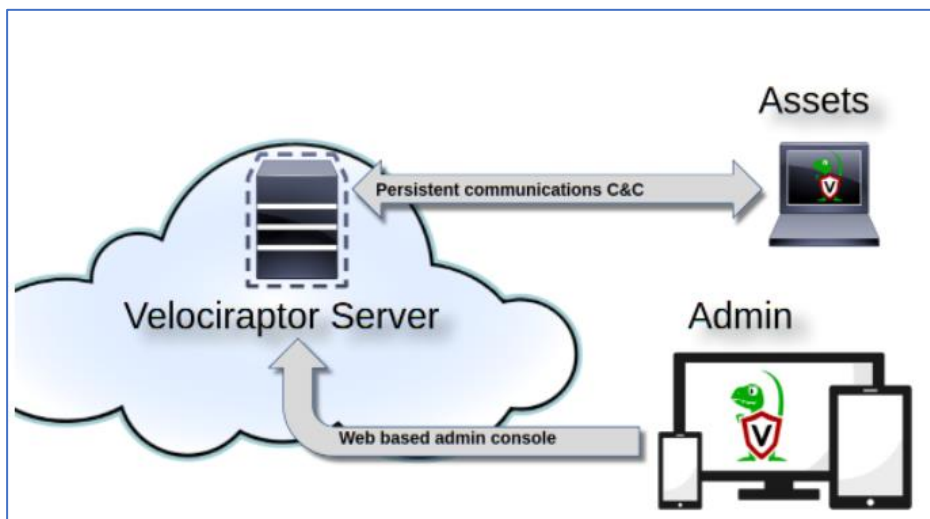 Assets
Persistent communications C&C
V
Velociraptor Server
Admin
Web based admin console
V